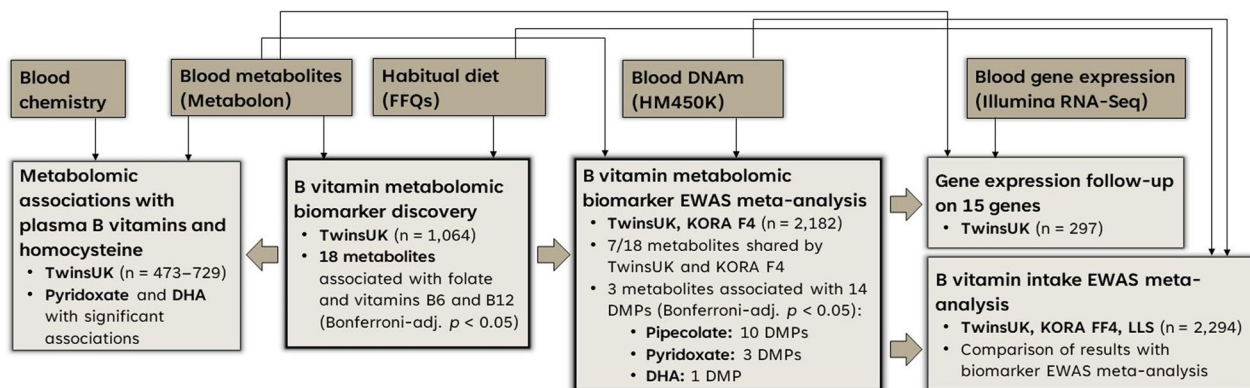 Blood
chemistry
Blood metabolites
(Metabolon)
Habitual diet
(FFQs)
Blood DNAm
(HM450K)
Blood gene expression
(Illumina RNA-Seq)
Metabolomic
associations with
plasma B vitamins and
homocysteine
• TwinsUK (n = 473–729)
• Pyridoxate and DHA
with significant
associations
B vitamin metabolomic
biomarker discovery
• TwinsUK (n = 1,064)
• 18 metabolites
associated with folate
and vitamins B6 and B12
(Bonferroni-adj. p < 0.05)
B vitamin metabolomic
biomarker EWAS meta-analysis
• TwinsUK, KORA F4 (n = 2,182)
• 7/18 metabolites shared by
TwinsUK and KORA F4
• 3 metabolites associated with 14
DMPs (Bonferroni-adj. p < 0.05):
• Pipecolate: 10 DMPs
• Pyridoxate: 3 DMPs
• DHA: 1 DMP
Gene expression follow-up
on 15 genes
• TwinsUK (n = 297)
B vitamin intake EWAS meta-
analysis
• TwinsUK, KORA FF4, LLS (n = 2,294)
• Comparison of results with
biomarker EWAS meta-analysis